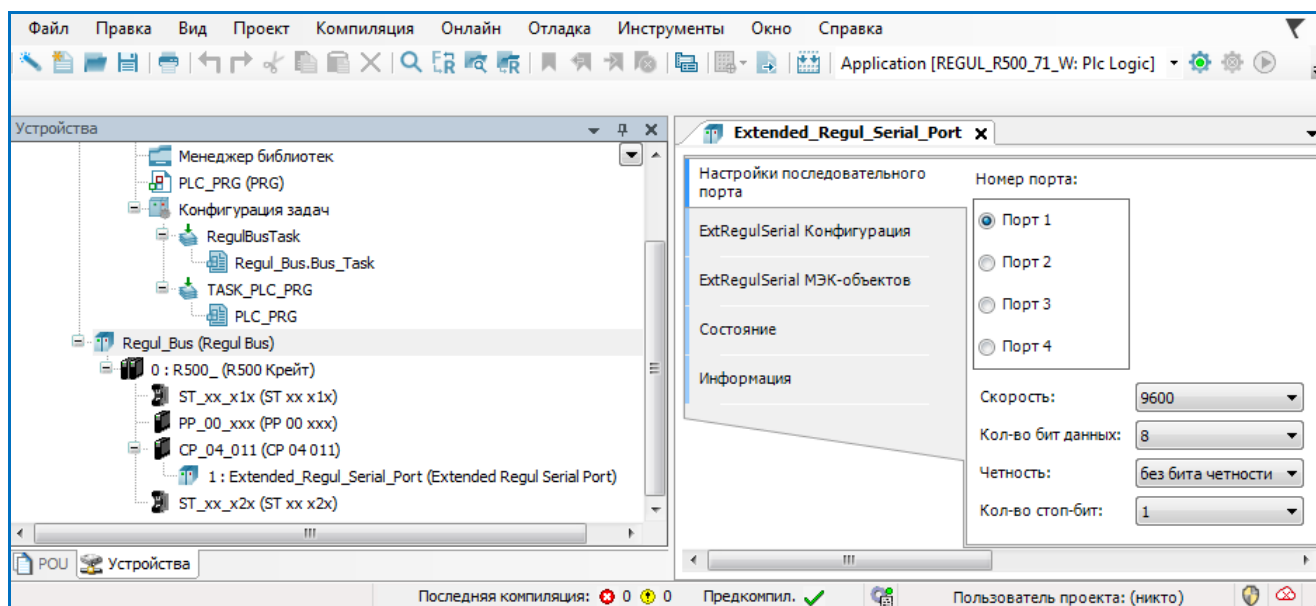 Файл Правка Вид Проект Компиляция Онлайн Отладка Инструменты Окно Справка
Application [REGUL_R500_71_W: Plc Logic]
Устройства
Менеджер библиотек
PLC_PRG (PRG)
Конфигурация задач
RegulBusTask
Regul_Bus.Bus_Task
TASK_PLC_PRG
PLC_PRG
Regul_Bus (Regul Bus)
0 : R500_ (R500 Крейт)
ST_xx_x1x (ST xx x1x)
PP_00_xxx (PP 00 xxx)
CP_04_011 (CP 04 011)
1 : Extended_Regul_Serial_Port (Extended Regul Serial Port)
ST_xx_x2x (ST xx x2x)
POU Устройства
Extended_Regul_Serial_Port
Настройки последовательного
порта
ExtRegulSerial Конфигурация
ExtRegulSerial МЭК-объектов
Состояние
Информация
Номер порта:
Порт 1
Порт 2
Порт 3
Порт 4
Скорость: 9600
Кол-во бит данных: 8
Четность: без бита четности
Кол-во стоп-бит: 1
Последняя компиляция: 0 0 Предкомпил. Пользователь проекта: (никто)